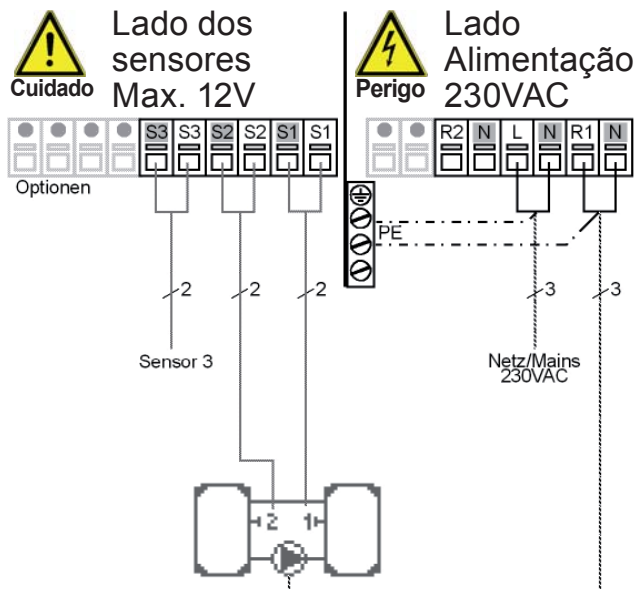 Cuidado
Lado dos
sensores
Max. 12V
Perigo
Lado
Alimentação
230VAC
S3 S3 S2 S2 S1 S1
R2 N L N R1 N
Optionen
PE
2 2 2
3 3
Sensor 3
Netz/Mains
230VAC
2 1